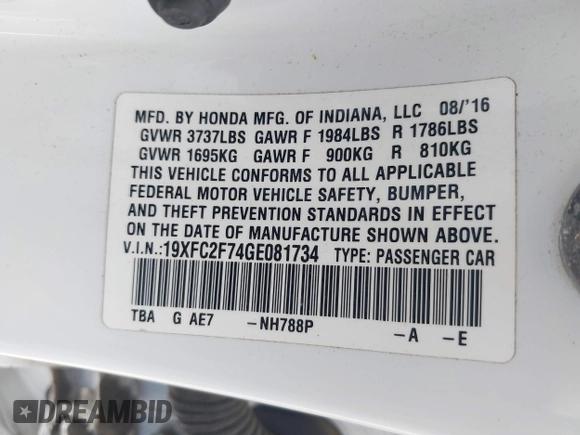 MFD. BY HONDA MFG. OF INDIANA, LLC 08/'16
GVWR 3737LBS GAWR F 1984LBS R 1786LBS
GVWR 1695KG GAWR F 900KG R 810KG
THIS VEHICLE CONFORMS TO ALL APPLICABLE
FEDERAL MOTOR VEHICLE SAFETY, BUMPER,
AND THEFT PREVENTION STANDARDS IN EFFECT
ON THE DATE OF MANUFACTURE SHOWN ABOVE.
V.I.N.:19XFC2F74GE081734 TYPE: PASSENGER CAR
TBA G AE7 -NH788P -A -E
DREAMBID